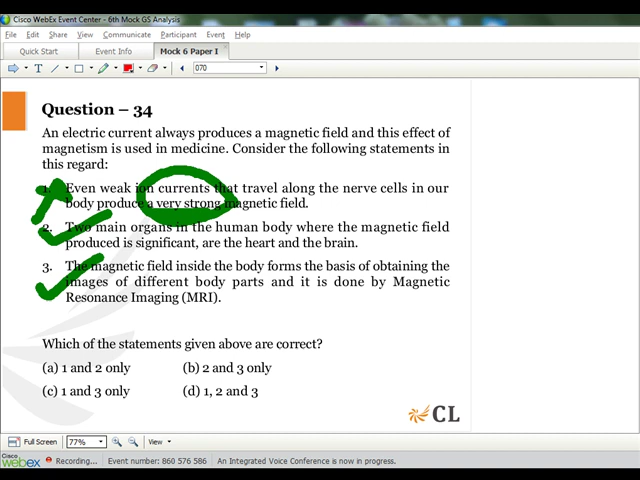 Cisco WebEx Event Center - 6th Mock GS Analysis
File Edit Share View Communicate Participant Event Help
Quick Start Event Info Mock 6 Paper I
T 070
Question – 34
An electric current always produces a magnetic field and this effect of
magnetism is used in medicine. Consider the following statements in
this regard:
1. Even weak ion currents that travel along the nerve cells in our
body produce a very strong magnetic field.
2. Two main organs in the human body where the magnetic field
produced is significant, are the heart and the brain.
3. The magnetic field inside the body forms the basis of obtaining the
images of different body parts and it is done by Magnetic
Resonance Imaging (MRI).
Which of the statements given above are correct?
(a) 1 and 2 only (b) 2 and 3 only
(c) 1 and 3 only (d) 1, 2 and 3
CL
Full Screen 77% View
Cisco webex Recording... Event number: 860 576 586 An Integrated Voice Conference is now in progress.